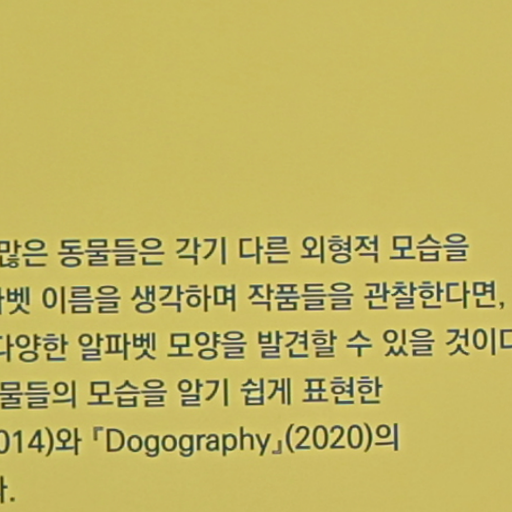 많은 동물들은 각기 다른 외형적 모습을
파벳 이름을 생각하며 작품들을 관찰한다면,
다양한 알파벳 모양을 발견할 수 있을 것이다
물들의 모습을 알기 쉽게 표현한
014)와 『Dogography』(2020)의